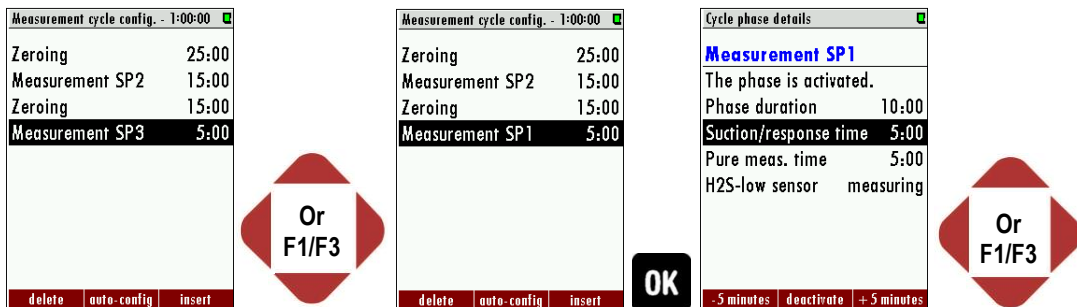 Measurement cycle config. - 1:00:00
Zeroing 25:00
Measurement SP2 15:00
Zeroing 15:00
Measurement SP3 5:00
delete auto-config insert
Or
F1/F3
Measurement cycle config. - 1:00:00
Zeroing 25:00
Measurement SP2 15:00
Zeroing 15:00
Measurement SP1 5:00
delete auto-config insert
OK
Cycle phase details
Measurement SP1
The phase is activated.
Phase duration 10:00
Suction/response time 5:00
Pure meas. time 5:00
H2S-low sensor measuring
-5 minutes deactivate +5 minutes
Or
F1/F3